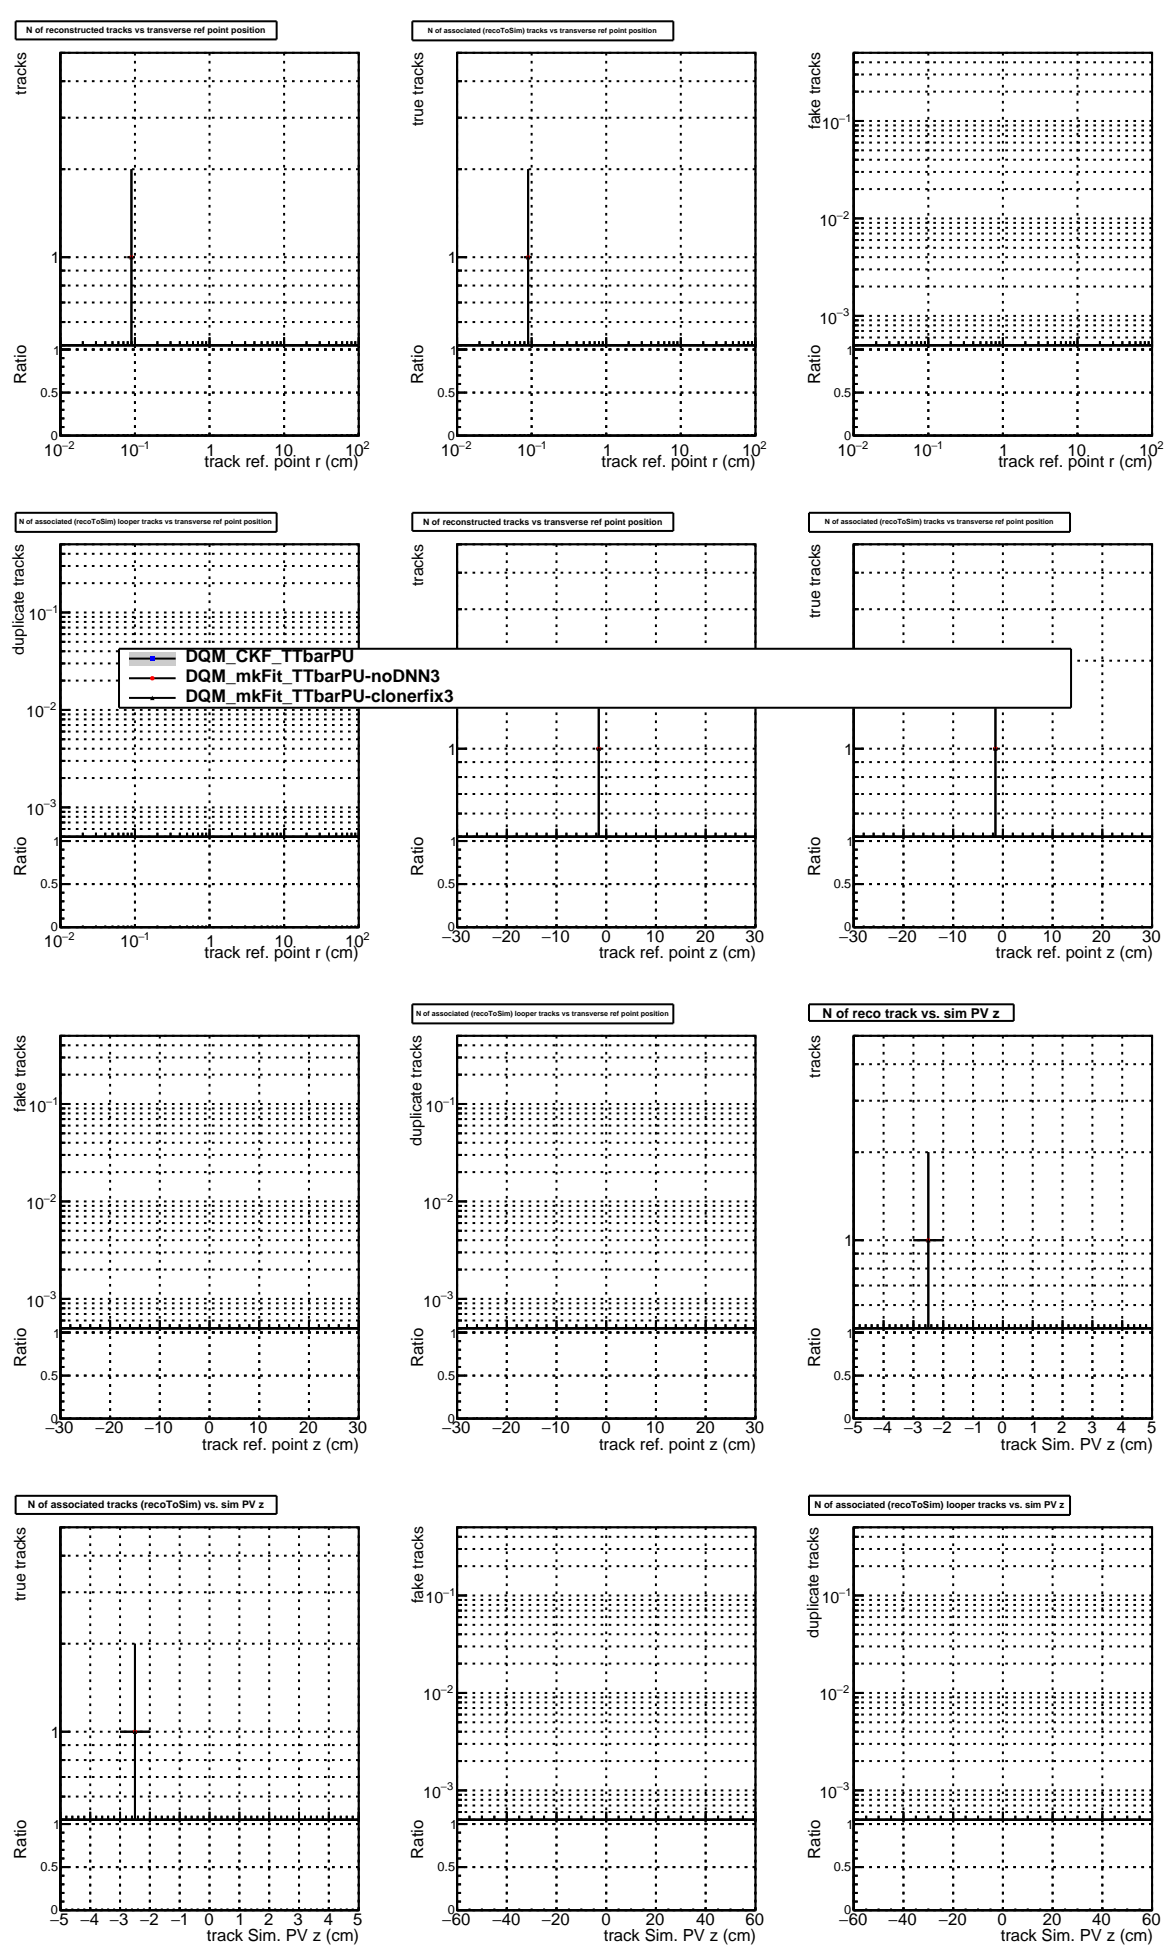 N of reconstructed tracks vs transverse ref point position
tracks
1
Ratio
1
0.5
0
10⁻² 10⁻¹ 1 10 10²
track ref. point r (cm)
N of associated (recoToSim) tracks vs transverse ref point position
true tracks
1
Ratio
1
0.5
0
10⁻² 10⁻¹ 1 10 10²
track ref. point r (cm)
fake tracks
10⁻¹
10⁻²
10⁻³
Ratio
1
0.5
0
10⁻² 10⁻¹ 1 10 10²
track ref. point r (cm)
N of associated (recoToSim) looper tracks vs transverse ref point position
duplicate tracks
10⁻¹
10⁻²
10⁻³
Ratio
1
0.5
0
10⁻² 10⁻¹ 1 10 10²
track ref. point r (cm)
N of reconstructed tracks vs transverse ref point position
tracks
1
Ratio
1
0.5
0
−30 −20 −10 0 10 20 30
track ref. point z (cm)
N of associated (recoToSim) tracks vs transverse ref point position
true tracks
1
Ratio
1
0.5
0
−30 −20 −10 0 10 20 30
track ref. point z (cm)
DQM_CKF_TTbarPU
DQM_mkFit_TTbarPU-noDNN3
DQM_mkFit_TTbarPU-clonerfix3
fake tracks
10⁻¹
10⁻²
10⁻³
Ratio
1
0.5
0
−30 −20 −10 0 10 20 30
track ref. point z (cm)
N of associated (recoToSim) looper tracks vs transverse ref point position
duplicate tracks
10⁻¹
10⁻²
10⁻³
Ratio
1
0.5
0
−30 −20 −10 0 10 20 30
track ref. point z (cm)
N of reco track vs. sim PV z
tracks
1
Ratio
1
0.5
0
−5 −4 −3 −2 −1 0 1 2 3 4 5
track Sim. PV z (cm)
N of associated tracks (recoToSim) vs. sim PV z
true tracks
1
Ratio
1
0.5
0
−5 −4 −3 −2 −1 0 1 2 3 4 5
track Sim. PV z (cm)
fake tracks
10⁻¹
10⁻²
10⁻³
Ratio
1
0.5
0
−60 −40 −20 0 20 40 60
track Sim. PV z (cm)
N of associated (recoToSim) looper tracks vs. sim PV z
duplicate tracks
10⁻¹
10⁻²
10⁻³
Ratio
1
0.5
0
−60 −40 −20 0 20 40 60
track Sim. PV z (cm)